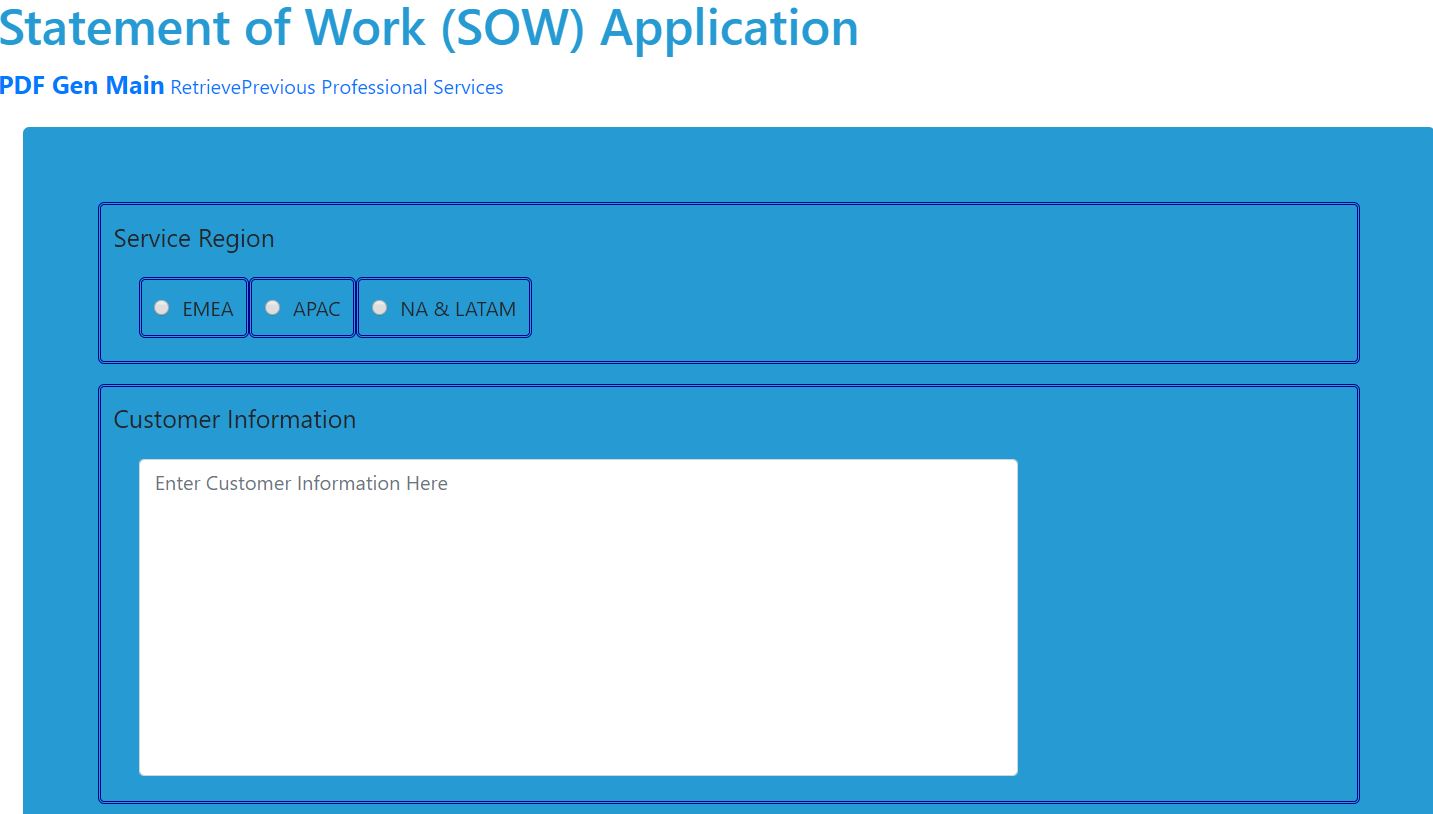 Statement of Work (SOW) Application
PDF Gen Main RetrievePrevious Professional Services
Service Region
EMEA APAC NA & LATAM
Customer Information
Enter Customer Information Here